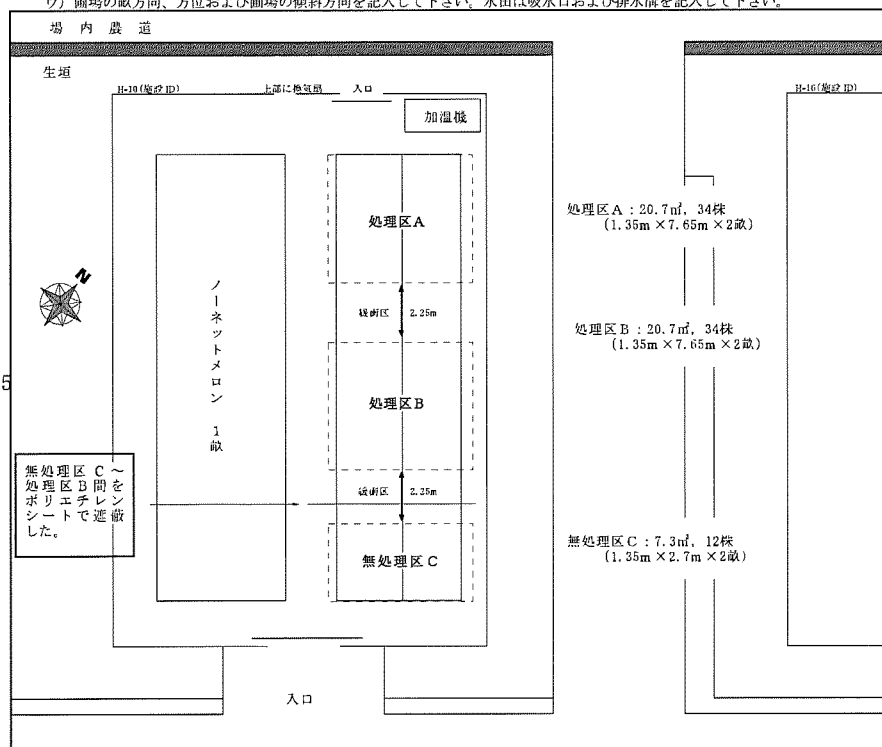 ウ) 圃場の畝方向、方位および圃場の傾斜方向を記入して下さい。水田は吸水口および排水溝を記入して下さい。
場 内 農 道
生垣
H-10(施設ID)
上部に換気扇
入口
H-16(施設ID)
加温機
処理区A
処理区A：20.7㎡, 34株
(1.35m×7.65m×2畝)
N
緩衝区 2.25m
ノーネットメロン 1畝
処理区B：20.7㎡, 34株
(1.35m×7.65m×2畝)
5
処理区B
無処理区C～
処理区B間を
ポリエチレン
シートで遮蔽
した。
緩衝区 2.25m
無処理区C
無処理区C：7.3㎡, 12株
(1.35m×2.7m×2畝)
入口